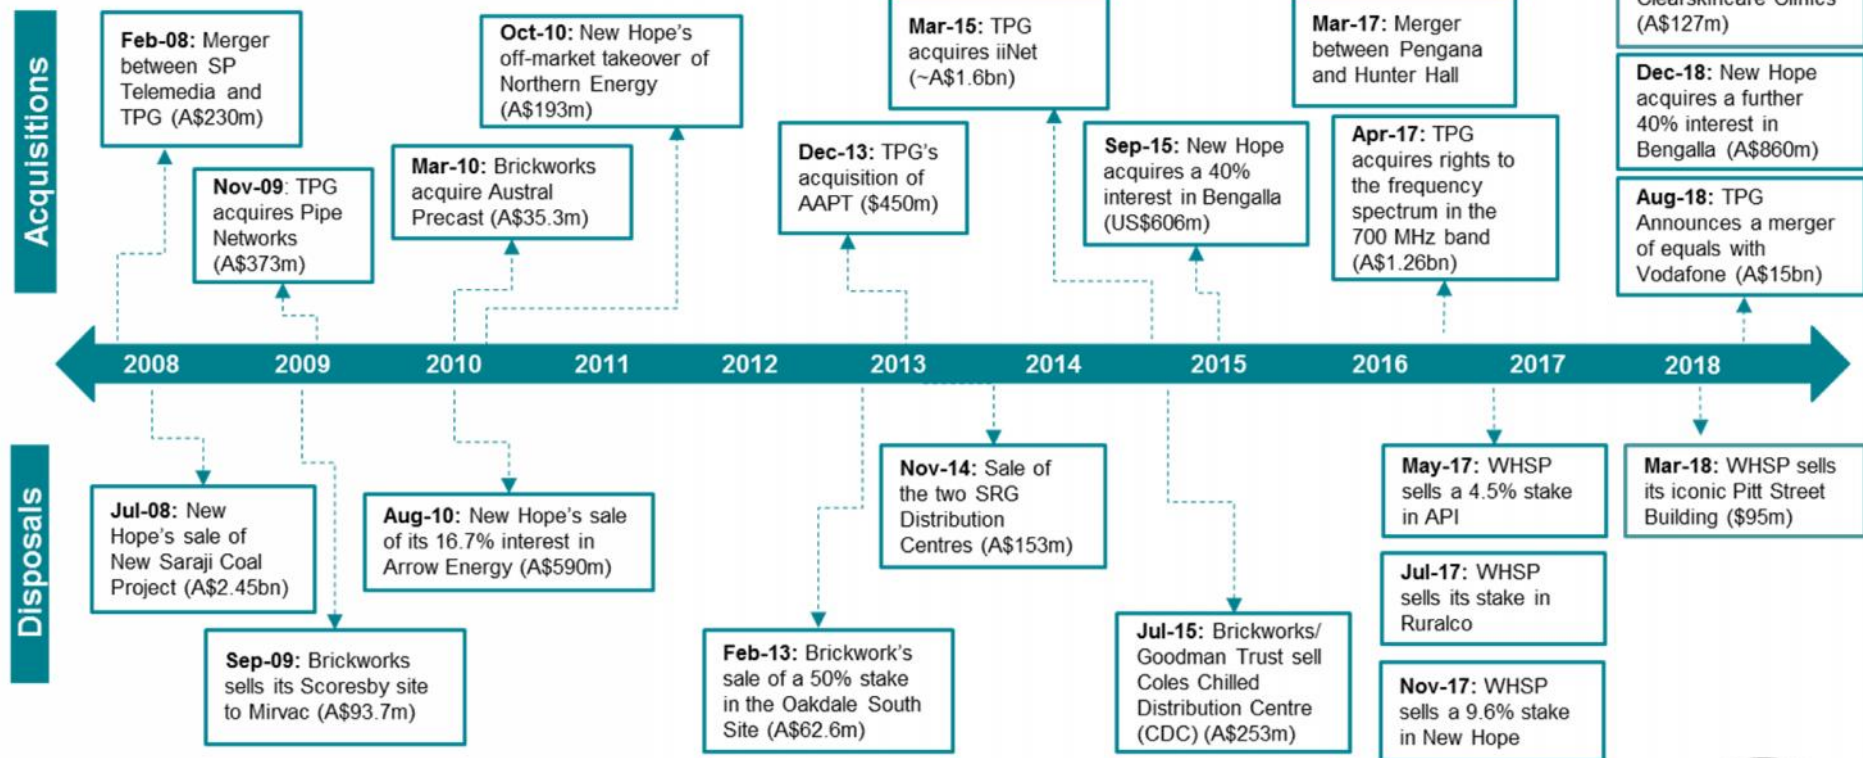 Acquisitions
Feb-08: Merger
between SP
Telemedia and
TPG (A$230m)
Nov-09: TPG
acquires Pipe
Networks
(A$373m)
Mar-10: Brickworks
acquire Austral
Precast (A$35.3m)
Oct-10: New Hope's
off-market takeover of
Northern Energy
(A$193m)
Dec-13: TPG's
acquisition of
AAPT ($450m)
Mar-15: TPG
acquires iiNet
(~A$1.6bn)
Sep-15: New Hope
acquires a 40%
interest in Bengalla
(US$606m)
Mar-17: Merger
between Pengana
and Hunter Hall
Apr-17: TPG
acquires rights to
the frequency
spectrum in the
700 MHz band
(A$1.26bn)
Clearskincare Clinics
(A$127m)
Dec-18: New Hope
acquires a further
40% interest in
Bengalla (A$860m)
Aug-18: TPG
Announces a merger
of equals with
Vodafone (A$15bn)
2008 2009 2010 2011 2012 2013 2014 2015 2016 2017 2018
Disposals
Jul-08: New
Hope's sale of
New Saraji Coal
Project (A$2.45bn)
Sep-09: Brickworks
sells its Scoresby site
to Mirvac (A$93.7m)
Aug-10: New Hope's sale
of its 16.7% interest in
Arrow Energy (A$590m)
Feb-13: Brickwork's
sale of a 50% stake
in the Oakdale South
Site (A$62.6m)
Nov-14: Sale of
the two SRG
Distribution
Centres (A$153m)
Jul-15: Brickworks/
Goodman Trust sell
Coles Chilled
Distribution Centre
(CDC) (A$253m)
May-17: WHSP
sells a 4.5% stake
in API
Jul-17: WHSP
sells its stake in
Ruralco
Nov-17: WHSP
sells a 9.6% stake
in New Hope
Mar-18: WHSP sells
its iconic Pitt Street
Building ($95m)